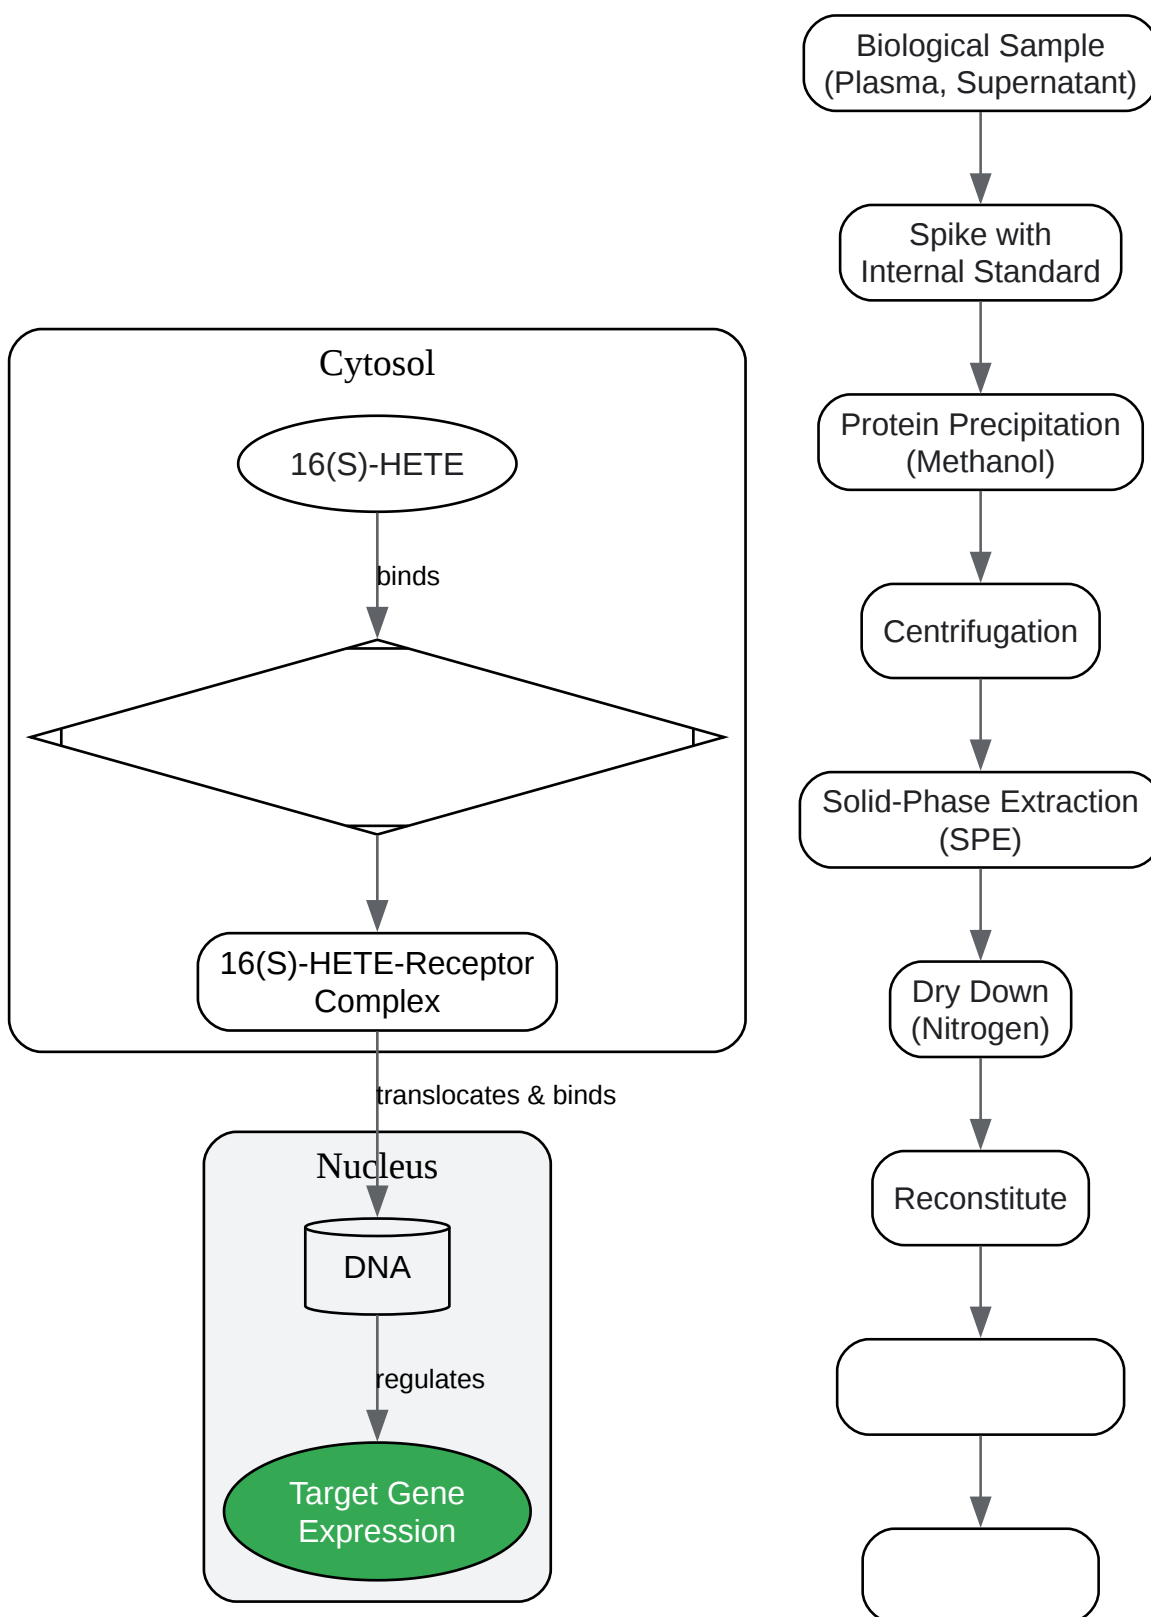 Cytosol
16(S)-HETE
binds
16(S)-HETE-Receptor
Complex
translocates & binds
Nucleus
DNA
regulates
Target Gene
Expression
Biological Sample
(Plasma, Supernatant)
Spike with
Internal Standard
Protein Precipitation
(Methanol)
Centrifugation
Solid-Phase Extraction
(SPE)
Dry Down
(Nitrogen)
Reconstitute